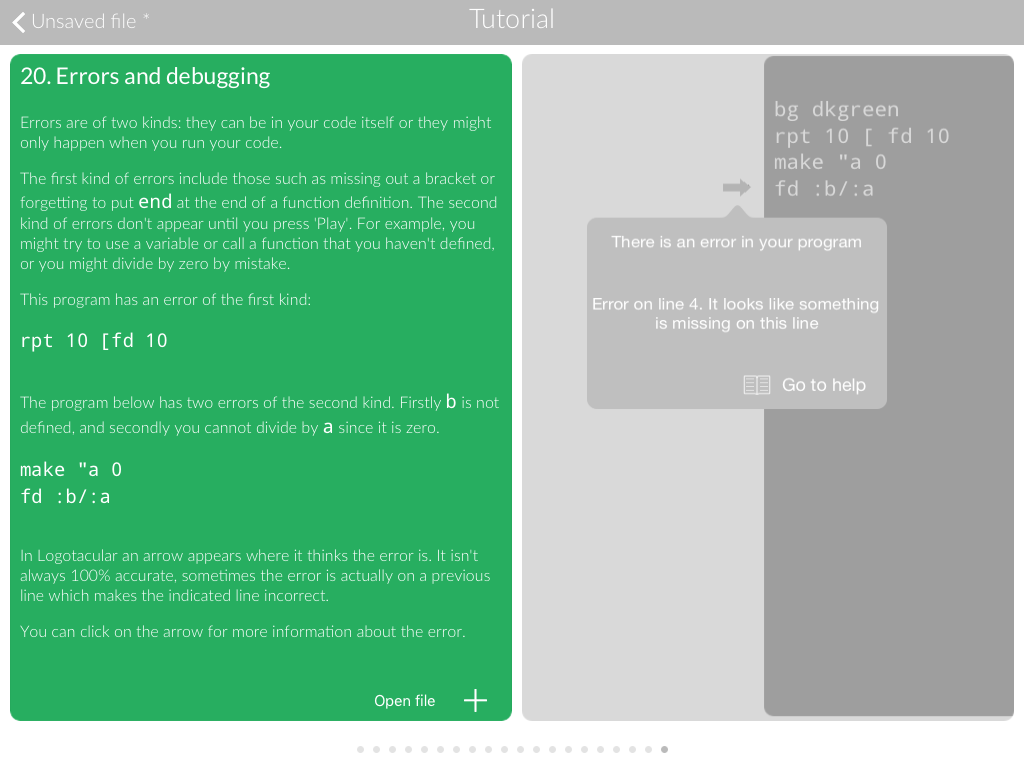 Unsaved file *
Tutorial
20. Errors and debugging
Errors are of two kinds: they can be in your code itself or they might
only happen when you run your code.
The first kind of errors include those such as missing out a bracket or
forgetting to put end at the end of a function definition. The second
kind of errors don't appear until you press 'Play'. For example, you
might try to use a variable or call a function that you haven't defined,
or you might divide by zero by mistake.
This program has an error of the first kind:
rpt 10 [fd 10
The program below has two errors of the second kind. Firstly b is not
defined, and secondly you cannot divide by a since it is zero.
make "a 0
fd :b/:a
In Logotacular an arrow appears where it thinks the error is. It isn't
always 100% accurate, sometimes the error is actually on a previous
line which makes the indicated line incorrect.
You can click on the arrow for more information about the error.
Open file
bg dkgreen
rpt 10 [ fd 10
make "a 0
fd :b/:a
There is an error in your program
Error on line 4. It looks like something
is missing on this line
Go to help